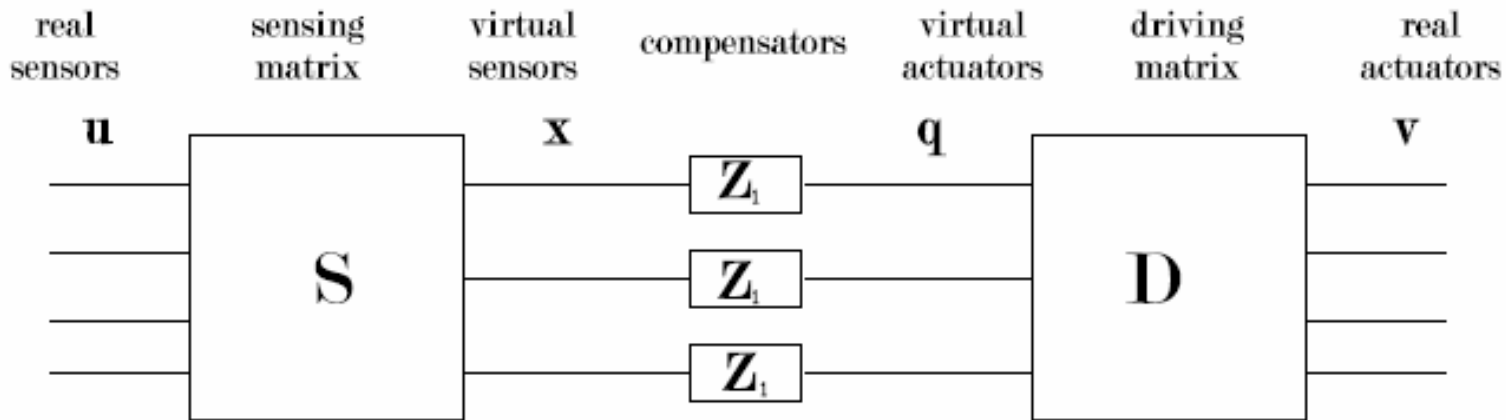 real sensors
sensing matrix
virtual sensors
compensators
virtual actuators
driving matrix
real actuators
u
x
q
v
S
Z₁
Z₁
Z₁
D